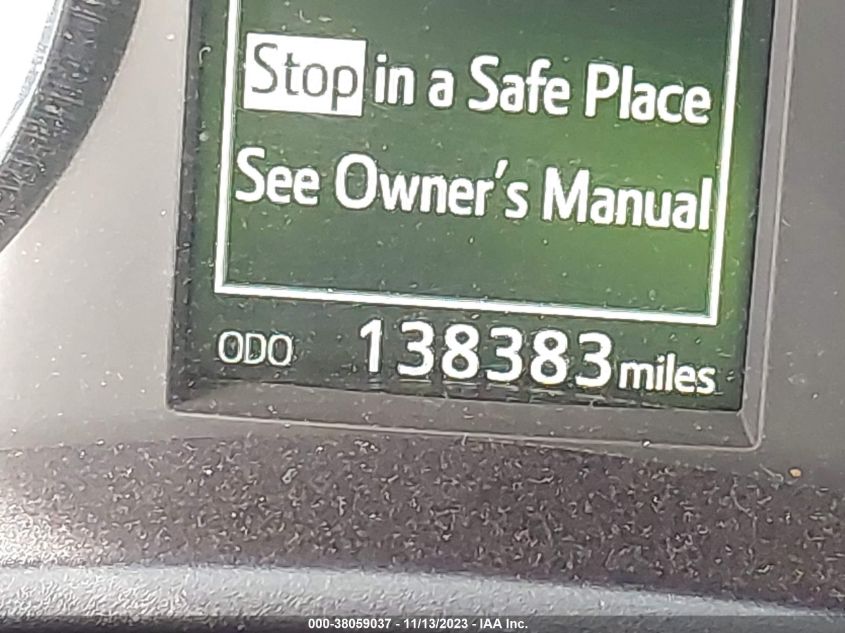 Stop in a Safe Place
See Owner's Manual
ODO 138383 miles
000-38059037 - 11/13/2023 - IAA Inc.